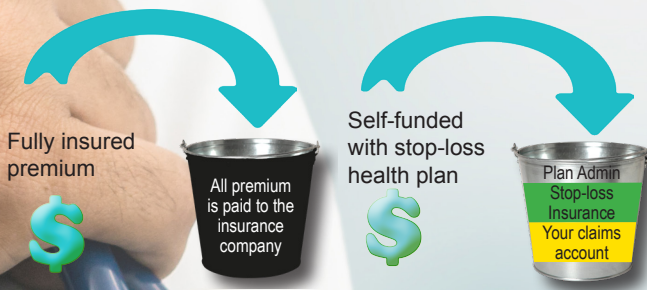 Fully insured
premium
$
All premium
is paid to the
insurance
company
Self-funded
with stop-loss
health plan
$
Plan Admin
Stop-loss
Insurance
Your claims
account